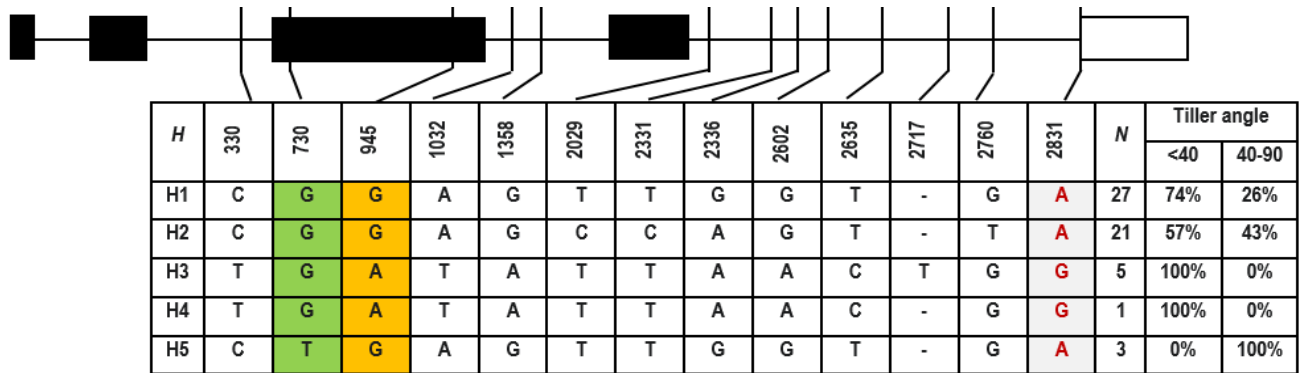 H 330 730 945 1032 1358 2029 2331 2336 2602 2635 2717 2760 2831 N Tiller angle
<40 40-90
H1 C G G A G T T G G T - G A 27 74% 26%
H2 C G G A G C C A G T - T A 21 57% 43%
H3 T G A T A T T A A C T G G 5 100% 0%
H4 T G A T A T T A A C - G G 1 100% 0%
H5 C T G A G T T G G T - G A 3 0% 100%